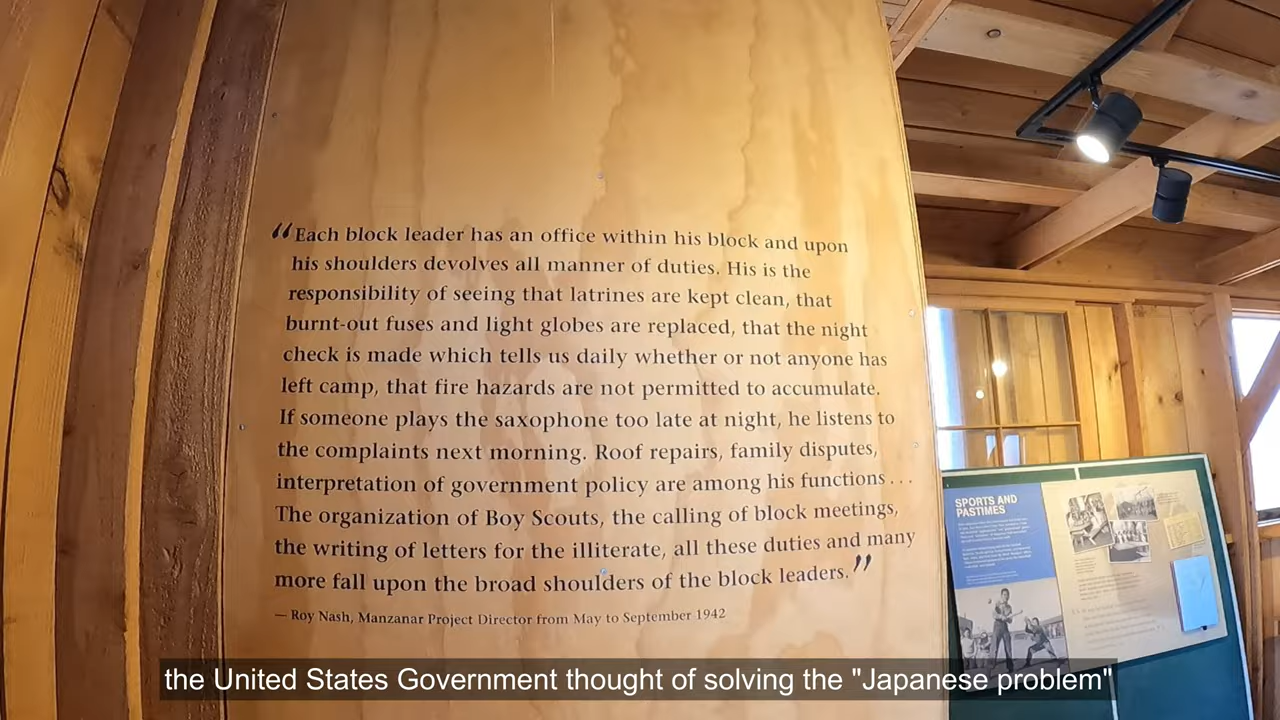 “Each block leader has an office within his block and upon
his shoulders devolves all manner of duties. His is the
responsibility of seeing that latrines are kept clean, that
burnt-out fuses and light globes are replaced, that the night
check is made which tells us daily whether or not anyone has
left camp, that fire hazards are not permitted to accumulate.
If someone plays the saxophone too late at night, he listens to
the complaints next morning. Roof repairs, family disputes,
interpretation of government policy are among his functions . . .
The organization of Boy Scouts, the calling of block meetings,
the writing of letters for the illiterate, all these duties and many
more fall upon the broad shoulders of the block leaders.”
— Roy Nash, Manzanar Project Director from May to September 1942
SPORTS AND
PASTIMES
the United States Government thought of solving the "Japanese problem"